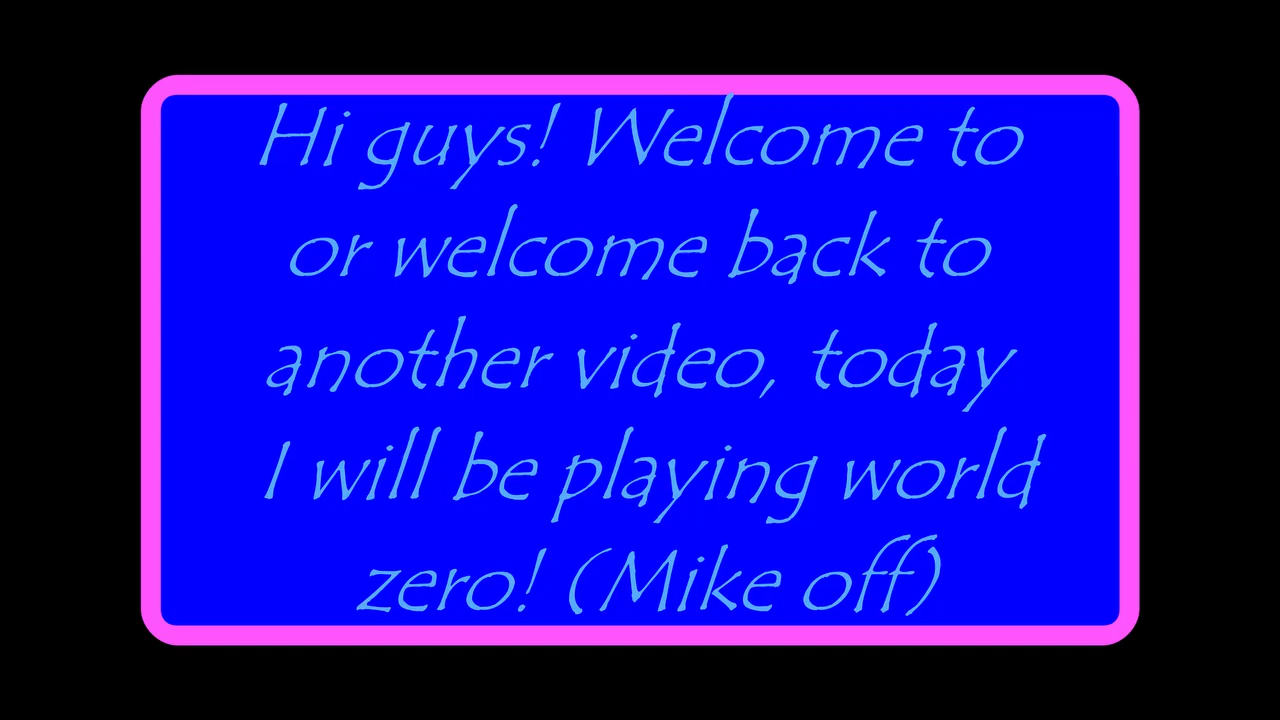 Hi guys! Welcome to
or welcome back to
another video, today
I will be playing world
zero! (Mike off)